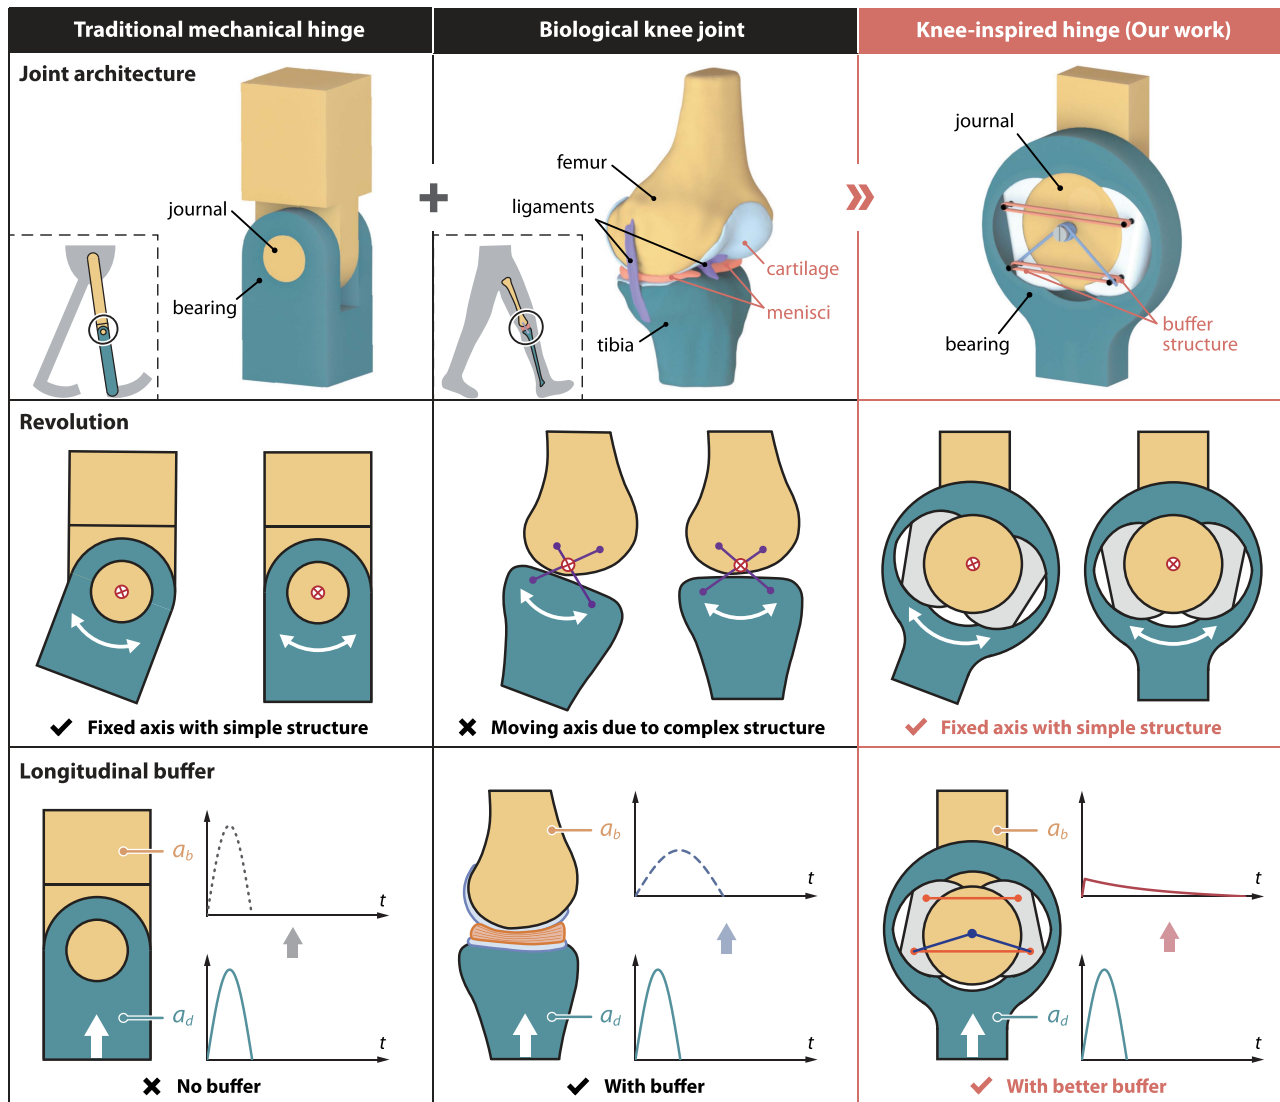 Traditional mechanical hinge
Biological knee joint
Knee-inspired hinge (Our work)
Joint architecture
journal
bearing
femur
ligaments
cartilage
menisci
tibia
journal
bearing
buffer
structure
Revolution
Fixed axis with simple structure
Moving axis due to complex structure
Fixed axis with simple structure
Longitudinal buffer
a_b
t
a_d
t
No buffer
a_b
t
a_d
t
With buffer
a_b
t
a_d
t
With better buffer